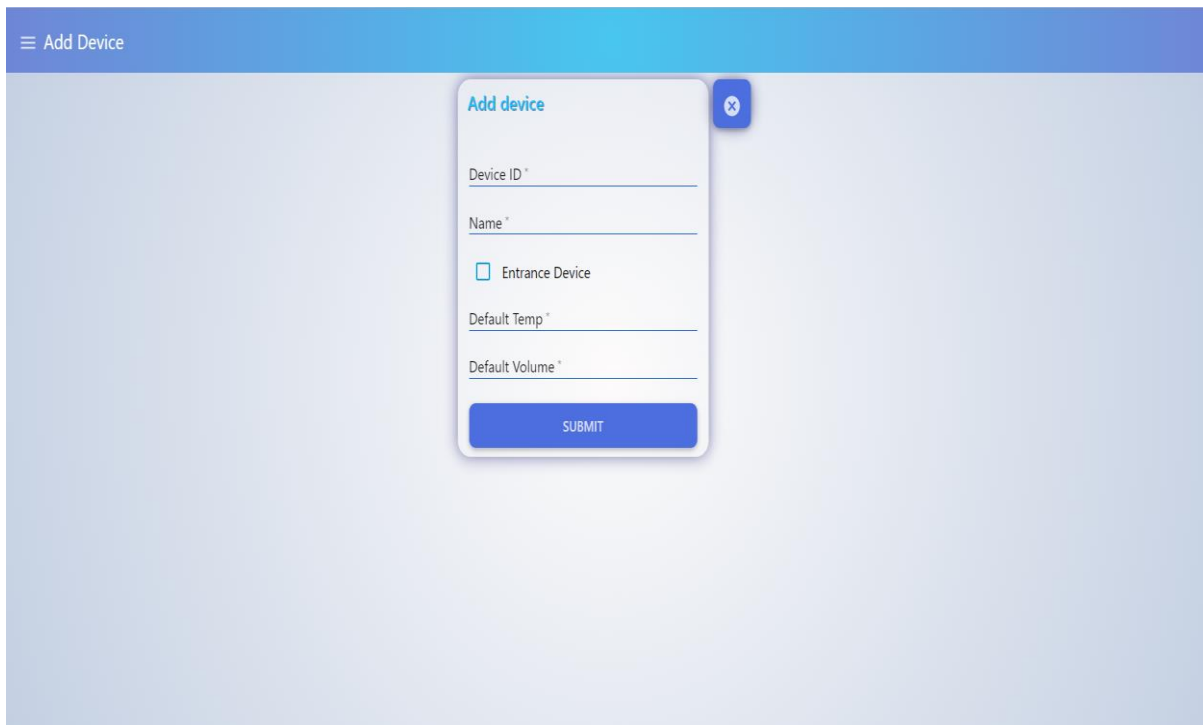 Add Device
Add device
Device ID *
Name *
Entrance Device
Default Temp *
Default Volume *
SUBMIT